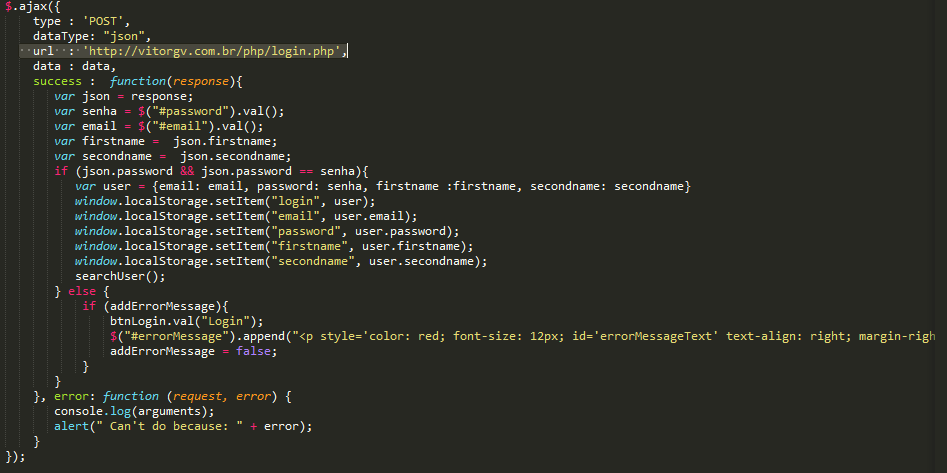 $.ajax({
type : 'POST',
dataType: "json",
url : 'http://vitorgv.com.br/php/login.php',
data : data,
success : function(response){
var json = response;
var senha = $("#password").val();
var email = $("#email").val();
var firstname = json.firstname;
var secondname = json.secondname;
if (json.password && json.password == senha){
var user = {email: email, password: senha, firstname :firstname, secondname: secondname}
window.localStorage.setItem("login", user);
window.localStorage.setItem("email", user.email);
window.localStorage.setItem("password", user.password);
window.localStorage.setItem("firstname", user.firstname);
window.localStorage.setItem("secondname", user.secondname);
searchUser();
} else {
if (addErrorMessage){
btnLogin.val("Login");
$("#errorMessage").append("<p style='color: red; font-size: 12px; id='errorMessageText' text-align: right; margin-righ
addErrorMessage = false;
}
}
}, error: function (request, error) {
console.log(arguments);
alert(" Can't do because: " + error);
}
});